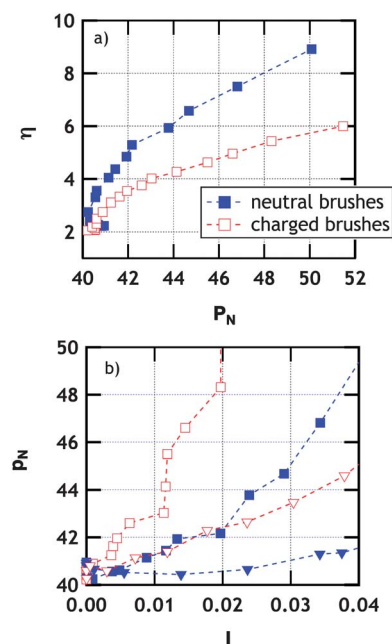 a)
10
8
6
4
2
η
40 42 44 46 48 50 52
P_N
neutral brushes
charged brushes
b)
50
48
46
44
42
40
p_N
0.00 0.01 0.02 0.03 0.04
I